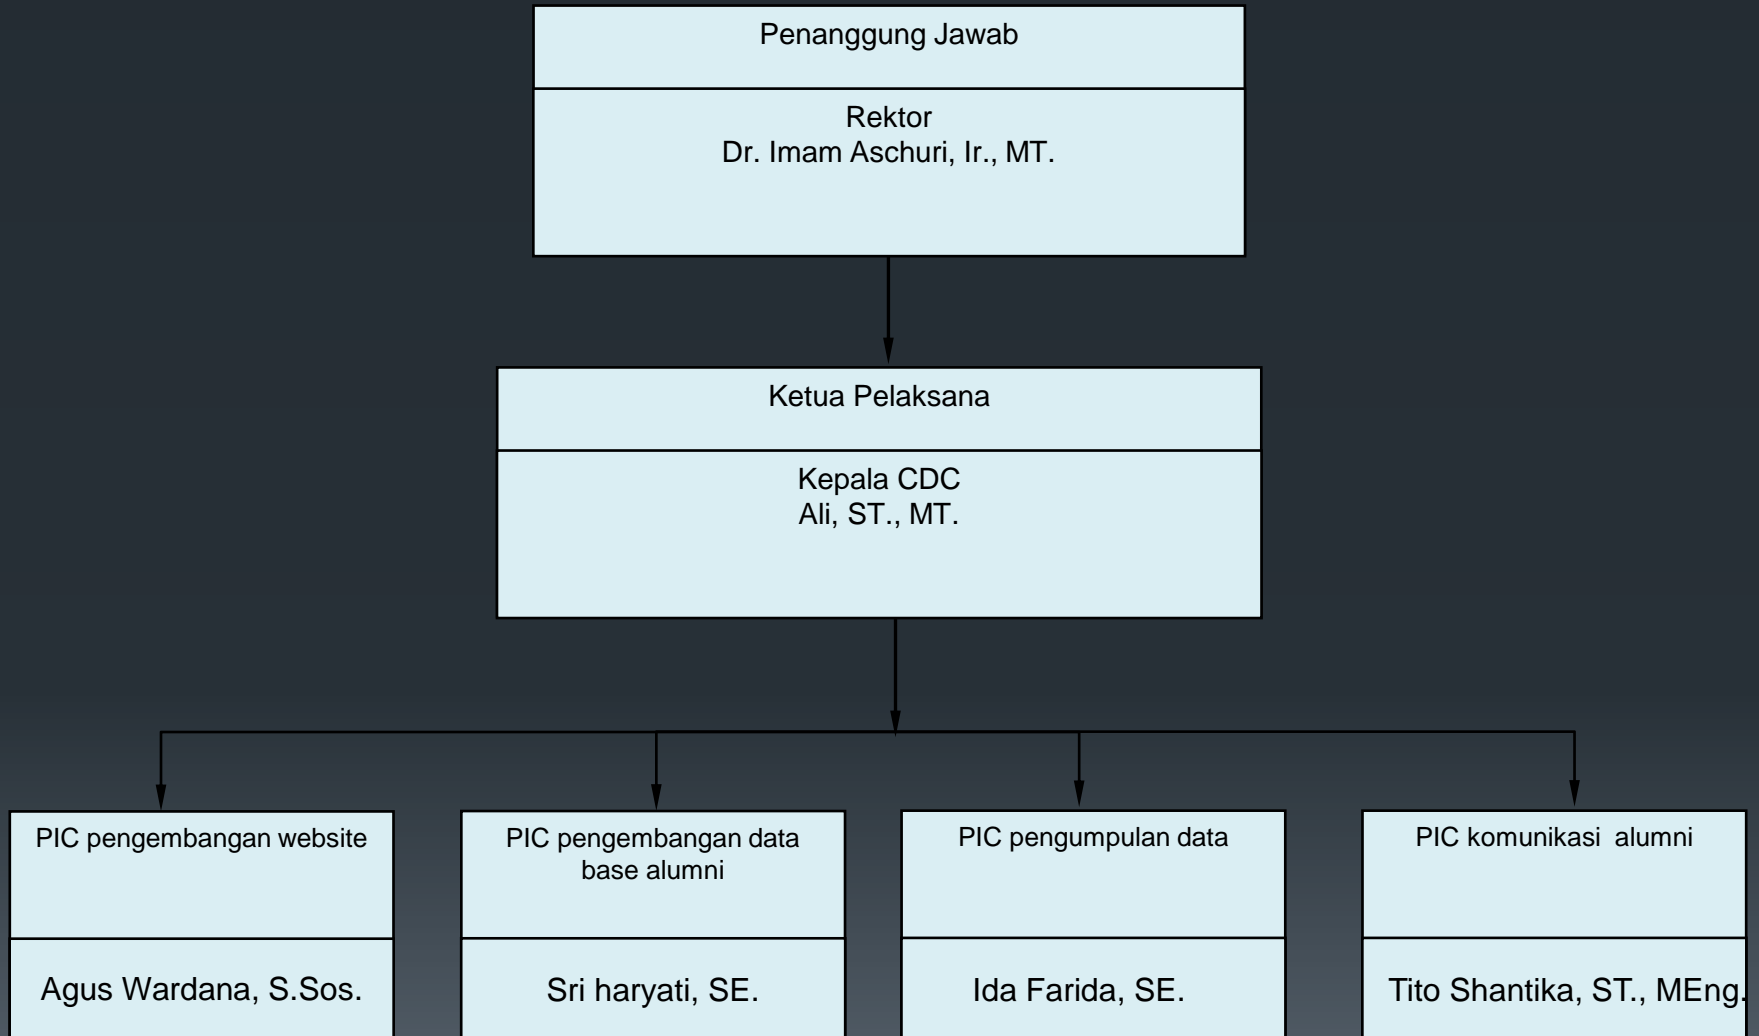 Penanggung Jawab
Rektor
Dr. Imam Aschuri, Ir., MT.
Ketua Pelaksana
Kepala CDC
Ali, ST., MT.
PIC pengembangan website
Agus Wardana, S.Sos.
PIC pengembangan data
base alumni
Sri haryati, SE.
PIC pengumpulan data
Ida Farida, SE.
PIC komunikasi  alumni
Tito Shantika, ST., MEng.